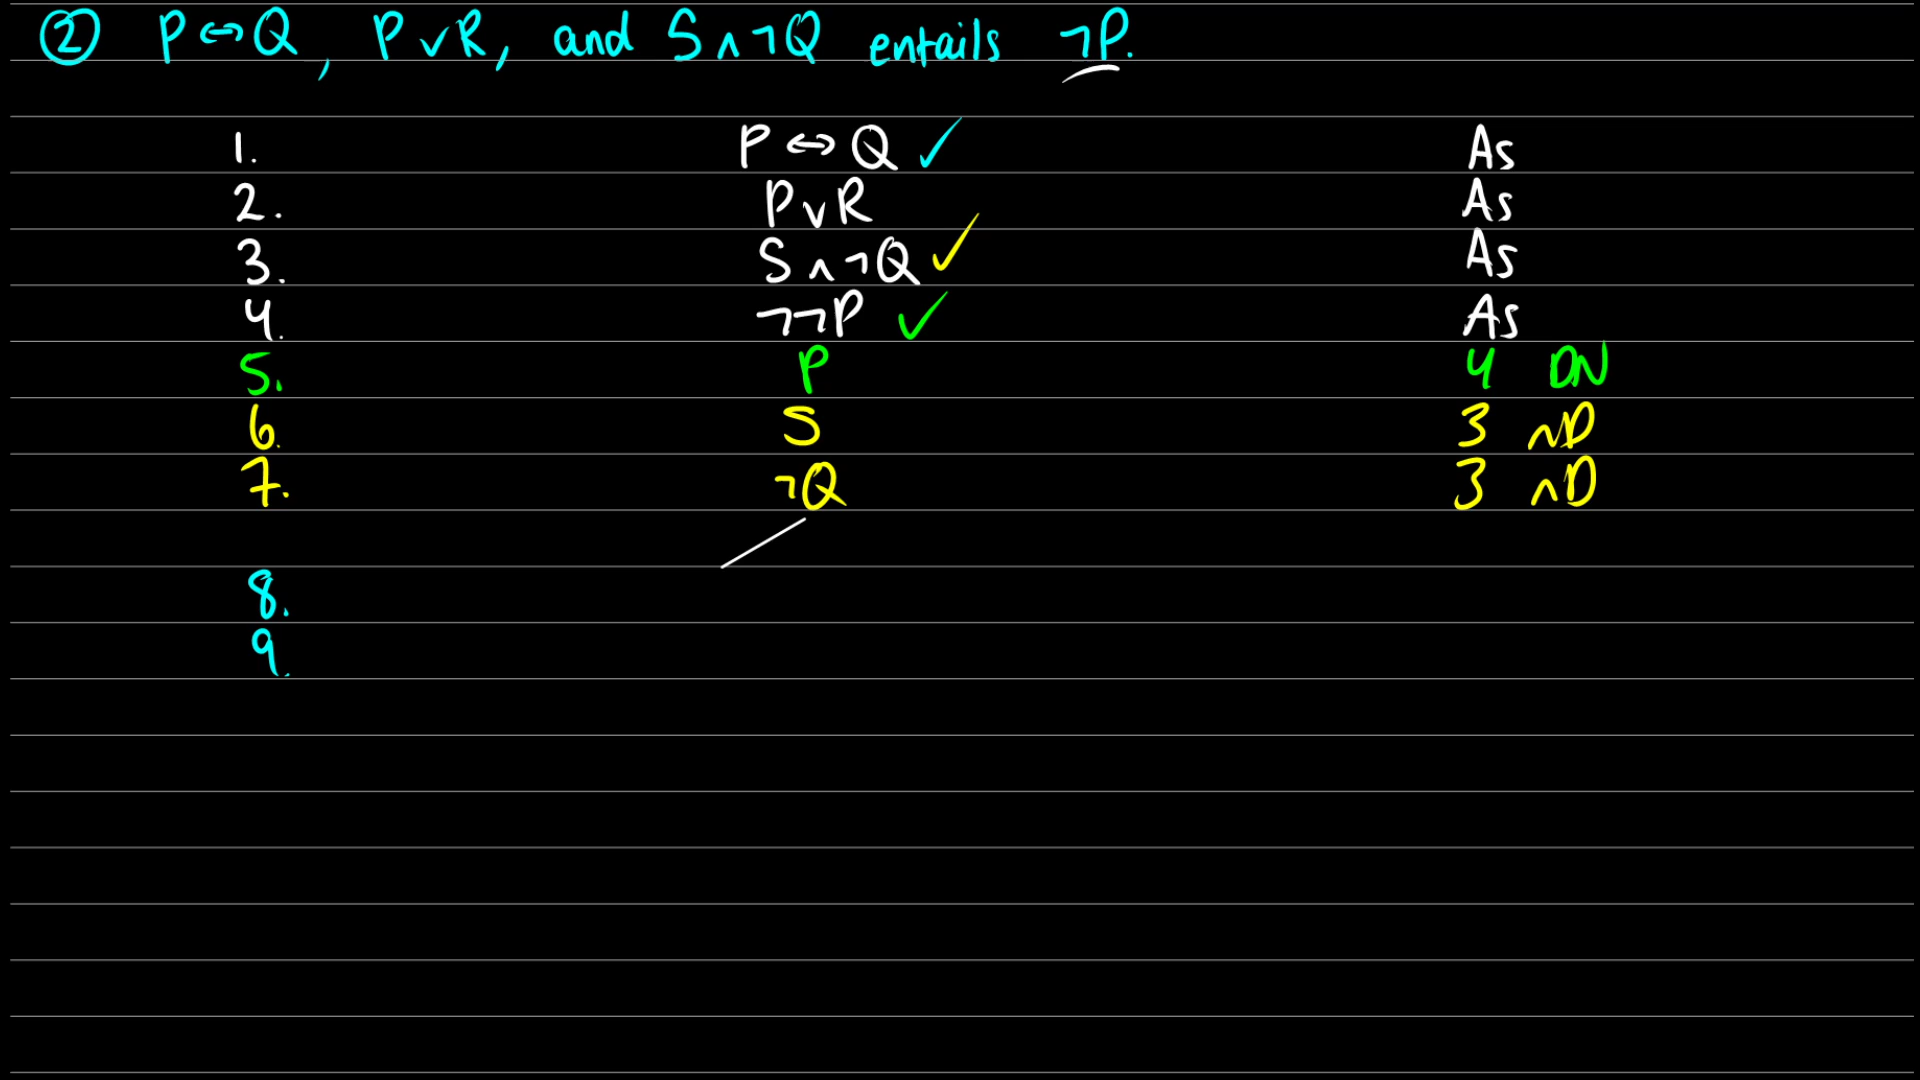 ② P↔Q, P∨R, and S∧¬Q entails ¬P.
1. P↔Q ✓ As
2. P∨R As
3. S∧¬Q ✓ As
4. ¬¬P ✓ As
5. P 4 DN
6. S 3 ∧D
7. ¬Q 3 ∧D
8.
9.